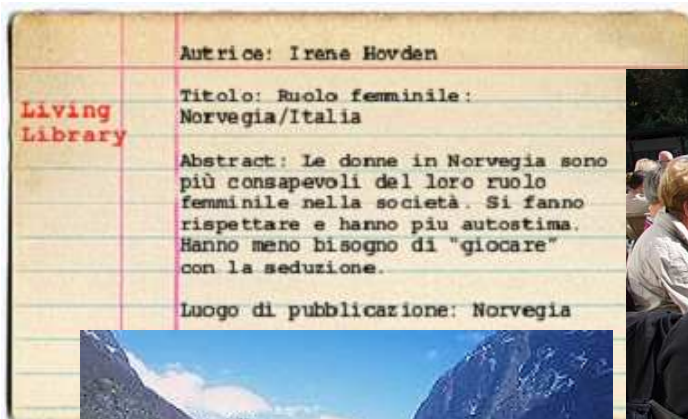 Autrice: Irene Hovden
Living
Library
Titolo: Ruolo femminile:
Norvegia/Italia
Abstract: Le donne in Norvegia sono
più consapevoli del loro ruolo
femminile nella società. Si fanno
rispettare e hanno piu autostima.
Hanno meno bisogno di "giocare"
con la seduzione.
Luogo di pubblicazione: Norvegia